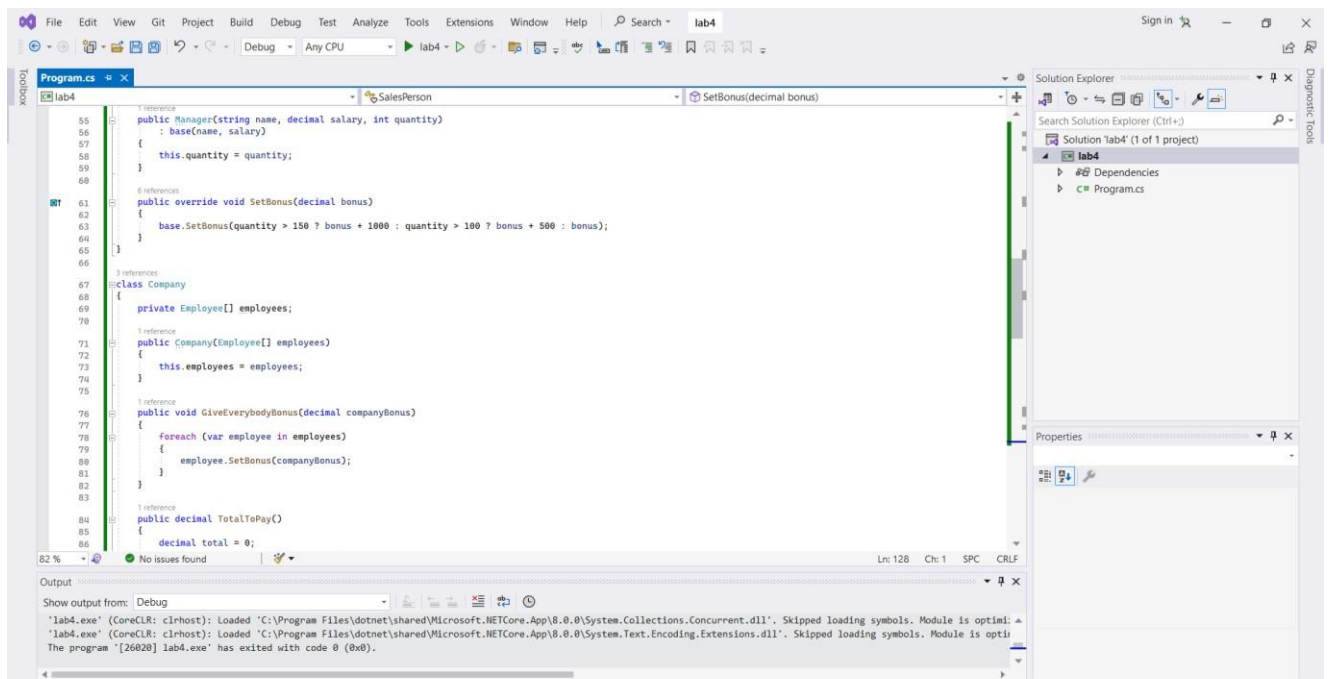 File Edit View Git Project Build Debug Test Analyze Tools Extensions Window Help Search lab4 Sign in
Debug Any CPU lab4
Toolbox
Program.cs
lab4 SalesPerson SetBonus(decimal bonus)
1 reference
55 public Manager(string name, decimal salary, int quantity)
56 : base(name, salary)
57 {
58 this.quantity = quantity;
59 }
60
6 references
61 public override void SetBonus(decimal bonus)
62 {
63 base.SetBonus(quantity > 150 ? bonus + 1000 : quantity > 100 ? bonus + 500 : bonus);
64 }
65 }
66
3 references
67 class Company
68 {
69 private Employee[] employees;
70
1 reference
71 public Company(Employee[] employees)
72 {
73 this.employees = employees;
74 }
75
1 reference
76 public void GiveEverybodyBonus(decimal companyBonus)
77 {
78 foreach (var employee in employees)
79 {
80 employee.SetBonus(companyBonus);
81 }
82 }
83
1 reference
84 public decimal TotalToPay()
85 {
86 decimal total = 0;
82 % No issues found Ln: 128 Ch: 1 SPC CRLF
Output
Show output from: Debug
'lab4.exe' (CoreCLR: clrhost): Loaded 'C:\Program Files\dotnet\shared\Microsoft.NETCore.App\8.0.0\System.Collections.Concurrent.dll'. Skipped loading symbols. Module is optimi
'lab4.exe' (CoreCLR: clrhost): Loaded 'C:\Program Files\dotnet\shared\Microsoft.NETCore.App\8.0.0\System.Text.Encoding.Extensions.dll'. Skipped loading symbols. Module is opti
The program '[26020] lab4.exe' has exited with code 0 (0x0).
Solution Explorer
Search Solution Explorer (Ctrl+;)
Solution 'lab4' (1 of 1 project)
lab4
Dependencies
C# Program.cs
Properties
Diagnostic Tools